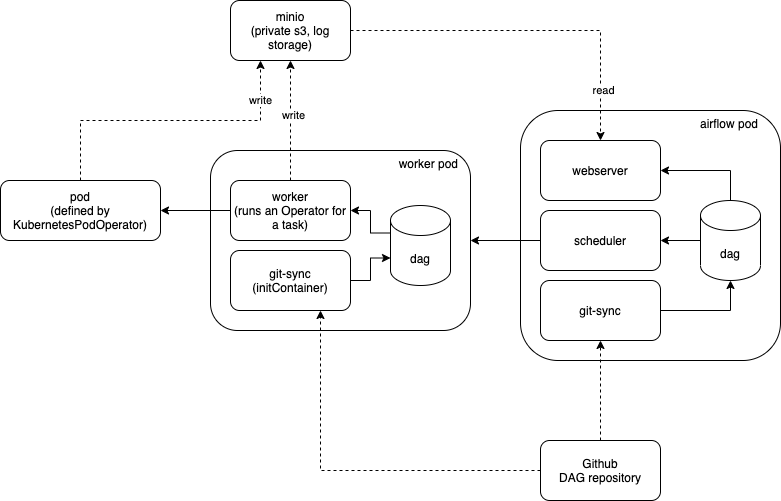 minio
(private s3, log
storage)
read
write
write
airflow pod
worker pod
webserver
pod
(defined by
KubernetesPodOperator)
worker
(runs an Operator for
a task)
scheduler
dag
dag
git-sync
(initContainer)
git-sync
Github
DAG repository